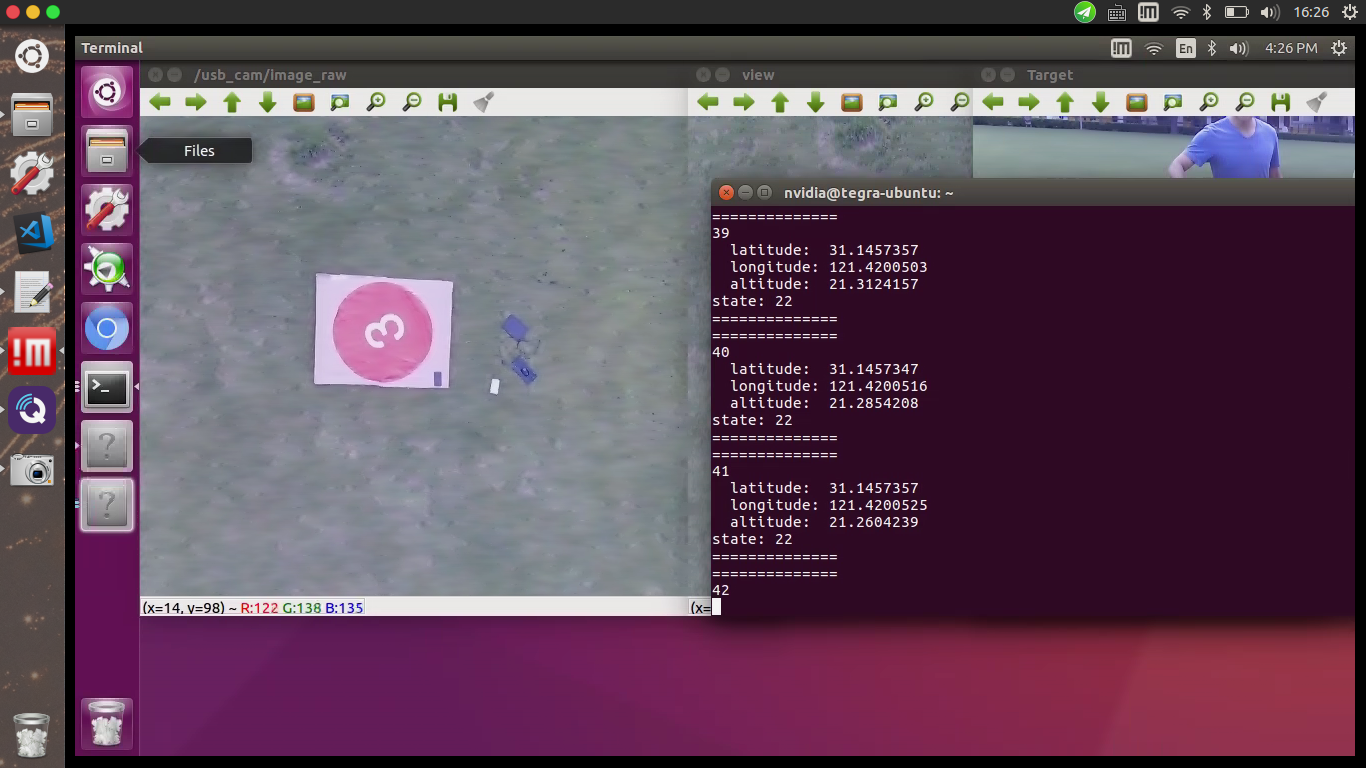 16:26
Terminal
En
4:26 PM
/usb_cam/image_raw
view
Target
Files
3
(x=14, y=98) ~ R:122 G:138 B:135
(x=
nvidia@tegra-ubuntu: ~
==============
39
latitude:  31.1457357
longitude: 121.4200503
altitude:  21.3124157
state: 22
==============
==============
40
latitude:  31.1457347
longitude: 121.4200516
altitude:  21.2854208
state: 22
==============
==============
41
latitude:  31.1457357
longitude: 121.4200525
altitude:  21.2604239
state: 22
==============
==============
42